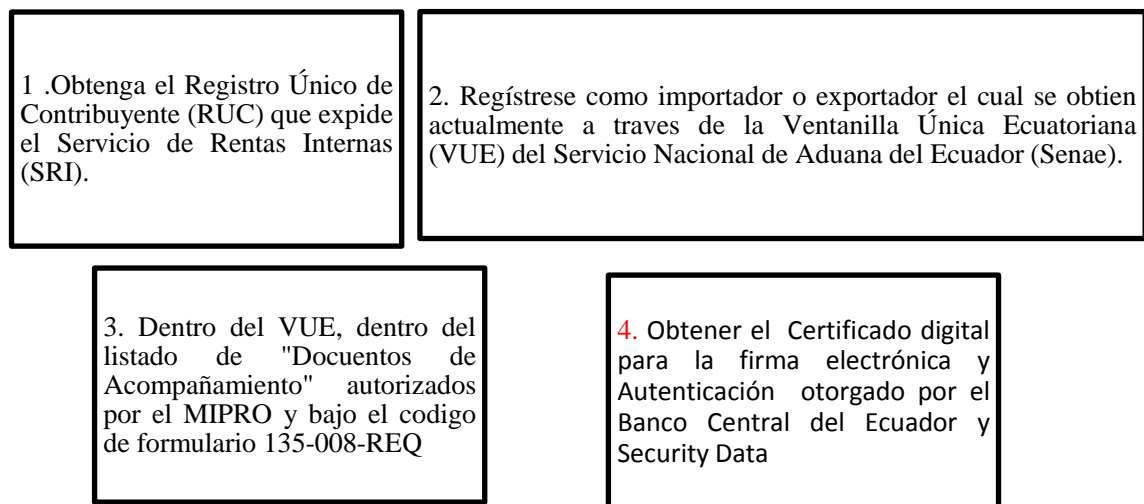 1 .Obtenga el Registro Único de
Contribuyente (RUC) que expide
el Servicio de Rentas Internas
(SRI).
2. Regístrese como importador o exportador el cual se obtien
actualmente a traves de la Ventanilla Única Ecuatoriana
(VUE) del Servicio Nacional de Aduana del Ecuador (Senae).
3. Dentro del VUE, dentro del
listado de "Docuentos de
Acompañamiento" autorizados
por el MIPRO y bajo el codigo
de formulario 135-008-REQ
4. Obtener el Certificado digital
para la firma electrónica y
Autenticación otorgado por el
Banco Central del Ecuador y
Security Data